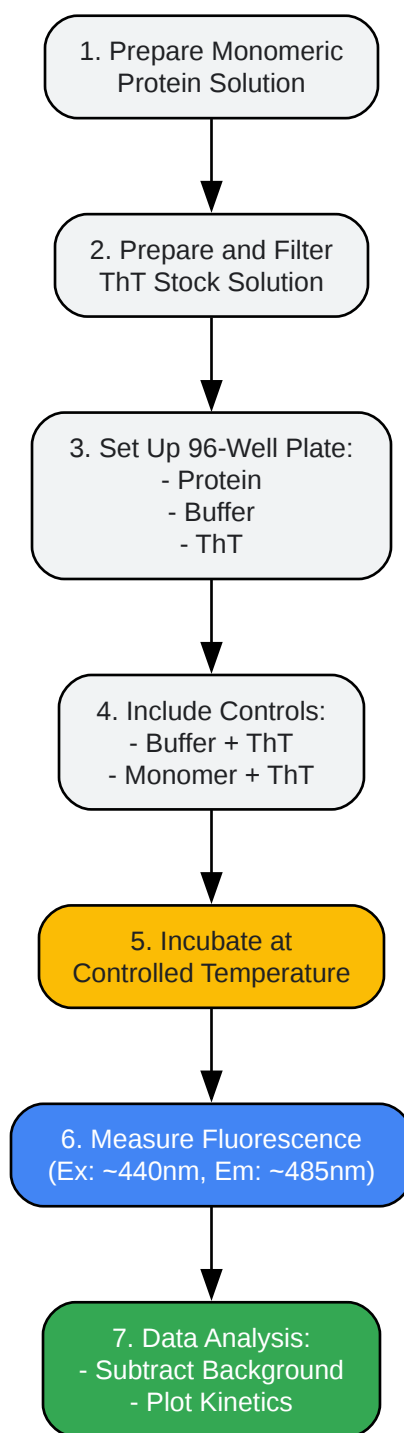 1. Prepare Monomeric
Protein Solution
2. Prepare and Filter
ThT Stock Solution
3. Set Up 96-Well Plate:
- Protein
- Buffer
- ThT
4. Include Controls:
- Buffer + ThT
- Monomer + ThT
5. Incubate at
Controlled Temperature
6. Measure Fluorescence
(Ex: ~440nm, Em: ~485nm)
7. Data Analysis:
- Subtract Background
- Plot Kinetics